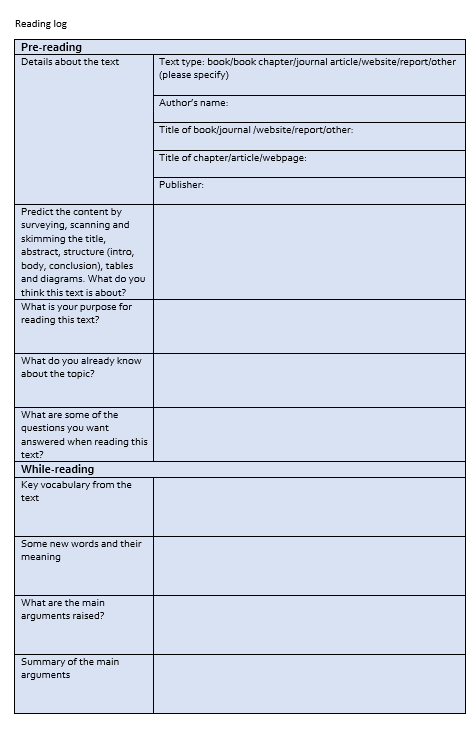 Reading log
Pre-reading
Details about the text
Text type: book/book chapter/journal article/website/report/other
(please specify)
Author's name:
Title of book/journal /website/report/other:
Title of chapter/article/webpage:
Publisher:
Predict the content by
surveying, scanning and
skimming the title,
abstract, structure (intro,
body, conclusion), tables
and diagrams. What do you
think this text is about?
What is your purpose for
reading this text?
What do you already know
about the topic?
What are some of the
questions you want
answered when reading this
text?
While-reading
Key vocabulary from the
text
Some new words and their
meaning
What are the main
arguments raised?
Summary of the main
arguments